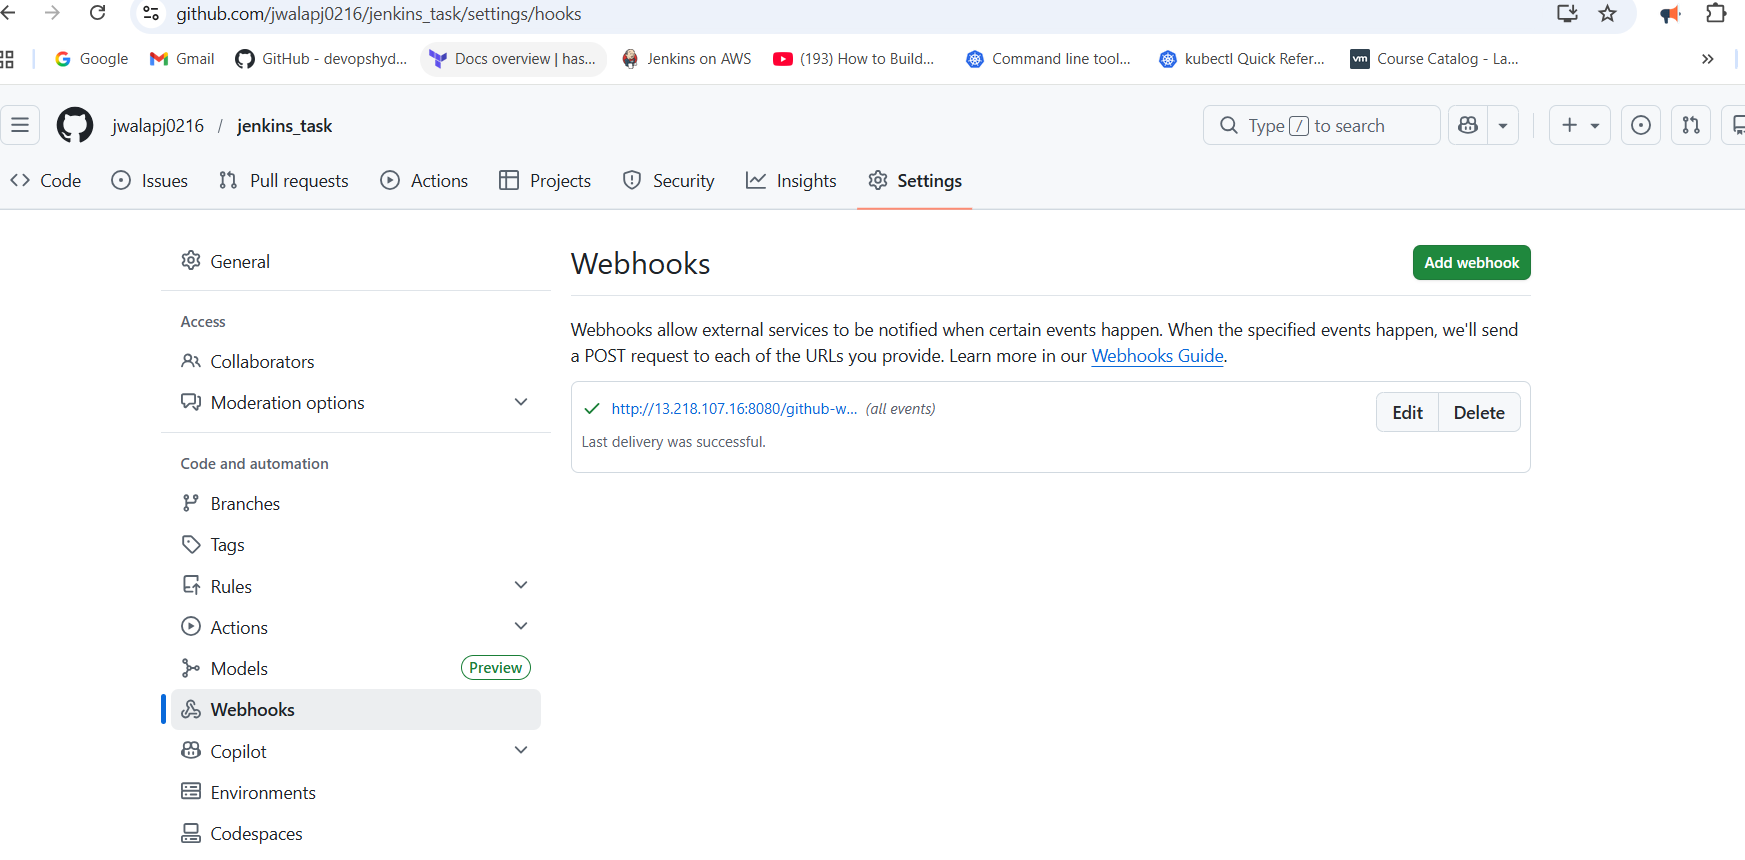 github.com/jwalapj0216/jenkins_task/settings/hooks
Google Gmail GitHub - devopshyd... Docs overview | has... Jenkins on AWS (193) How to Build... Command line tool... kubectl Quick Refer... vm Course Catalog - La... »
jwalapj0216 / jenkins_task Type / to search
Code Issues Pull requests Actions Projects Security Insights Settings
General
Access
Collaborators
Moderation options
Code and automation
Branches
Tags
Rules
Actions
Models Preview
Webhooks
Copilot
Environments
Codespaces
Webhooks Add webhook
Webhooks allow external services to be notified when certain events happen. When the specified events happen, we'll send
a POST request to each of the URLs you provide. Learn more in our Webhooks Guide.
http://13.218.107.16:8080/github-w... (all events) Edit Delete
Last delivery was successful.